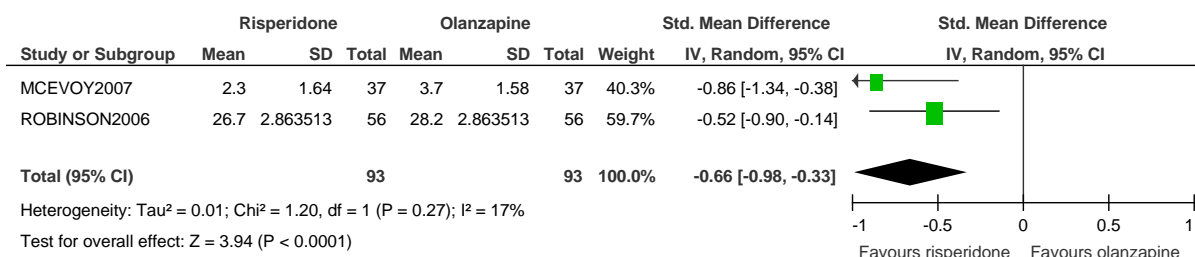 Risperidone Olanzapine Std. Mean Difference Std. Mean Difference
Study or Subgroup Mean SD Total Mean SD Total Weight IV, Random, 95% CI IV, Random, 95% CI
MCEVOY2007 2.3 1.64 37 3.7 1.58 37 40.3% -0.86 [-1.34, -0.38]
ROBINSON2006 26.7 2.863513 56 28.2 2.863513 56 59.7% -0.52 [-0.90, -0.14]
Total (95% CI) 93 93 100.0% -0.66 [-0.98, -0.33]
Heterogeneity: Tau² = 0.01; Chi² = 1.20, df = 1 (P = 0.27); I² = 17%
Test for overall effect: Z = 3.94 (P < 0.0001)
-1 -0.5 0 0.5 1
Favours risperidone Favours olanzapine